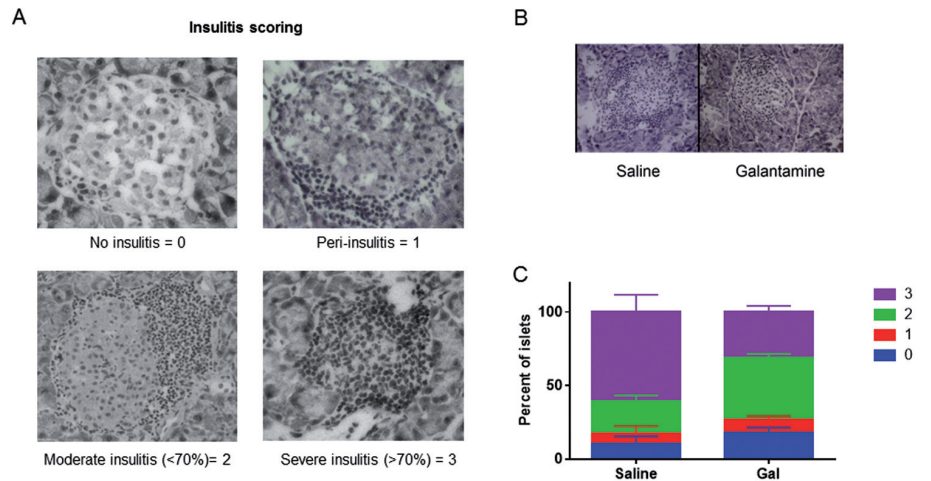 A
Insulitis scoring
No insulitis = 0
Peri-insulitis = 1
Moderate insulitis (<70%)= 2
Severe insulitis (>70%) = 3
B
Saline
Galantamine
C
Percent of islets
100
50
0
Saline
Gal
3
2
1
0